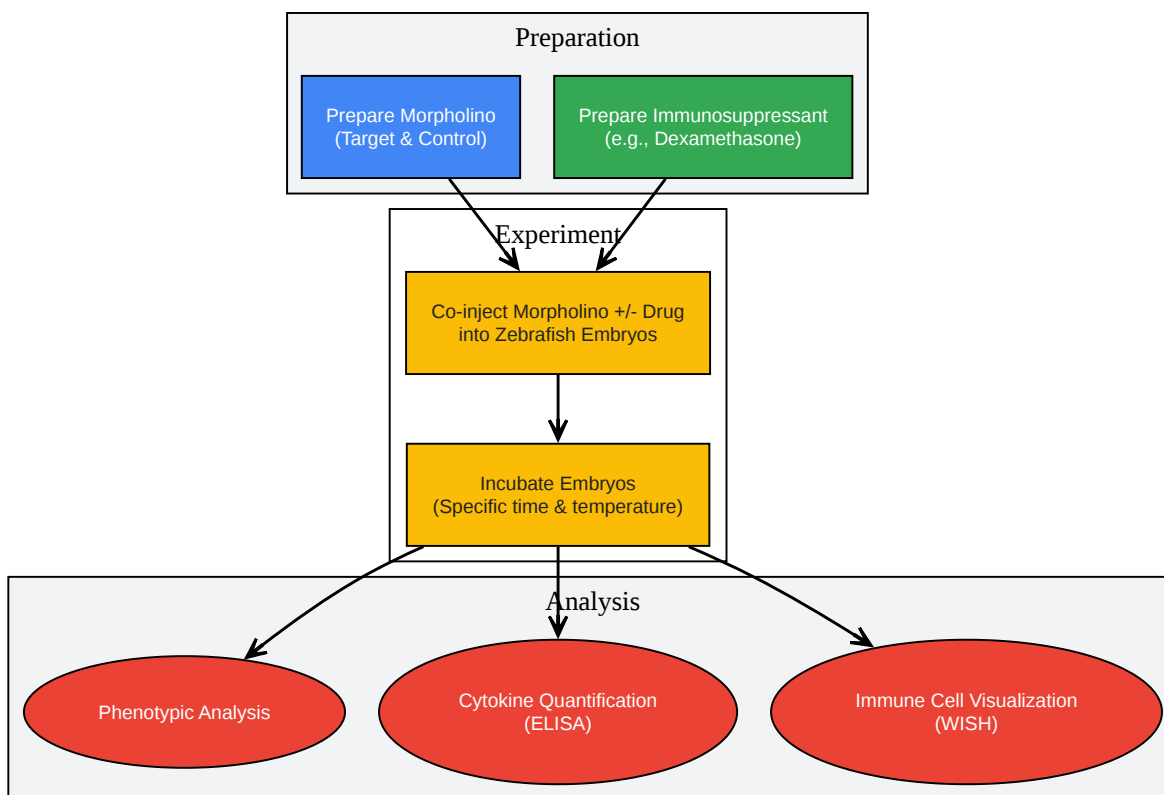 Preparation
Prepare Morpholino
(Target & Control)
Prepare Immunosuppressant
(e.g., Dexamethasone)
Experiment
Co-inject Morpholino +/- Drug
into Zebrafish Embryos
Incubate Embryos
(Specific time & temperature)
Analysis
Phenotypic Analysis
Cytokine Quantification
(ELISA)
Immune Cell Visualization
(WISH)